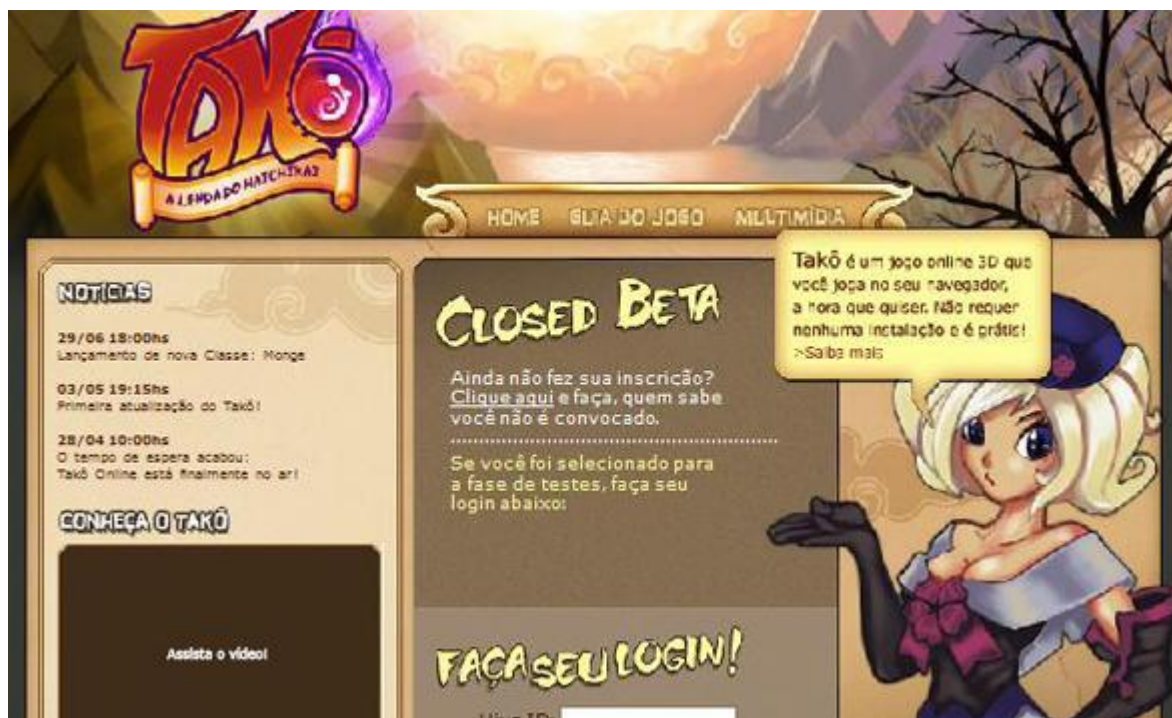 TAKÔ
A LENDA DO HATCHIKAI
HOME GUIA DO JOGO MULTIMÍDIA
Takô é um jogo online 3D que
você joga no seu navegador,
a hora que quiser. Não requer
nenhuma instalação e é grátis!
>Saiba mais
NOTÍCIAS
29/06 18:00hs
Lançamento de nova Classe: Monge
03/05 19:15hs
Primeira atualização do Takô!
28/04 10:00hs
O tempo de espera acabou:
Takô Online está finalmente no ar!
CONHEÇA O TAKÔ
Assista o vídeo!
CLOSED BETA
Ainda não fez sua inscricão?
Clique aqui e faça, quem sabe
você não é convocado.
Se você foi selecionado para
a fase de testes, faça seu
login abaixo:
FAÇA SEU LOGIN!